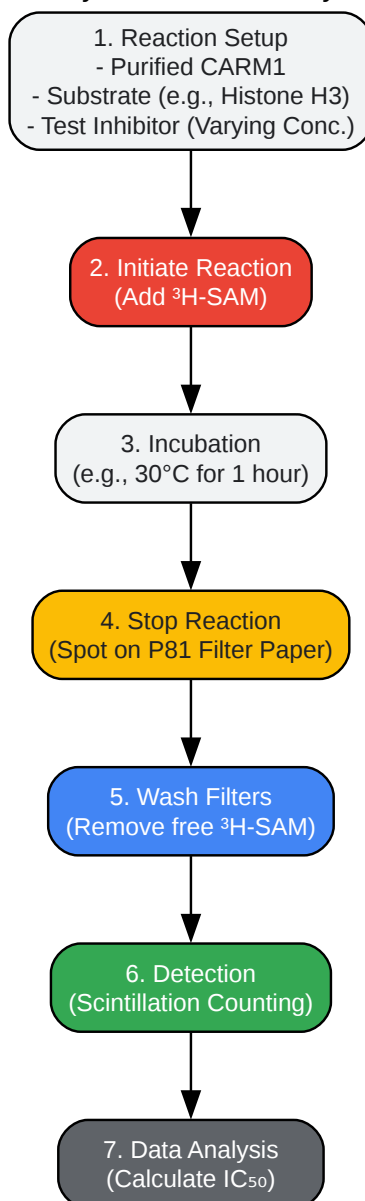 1. Reaction Setup
- Purified CARM1
- Substrate (e.g., Histone H3)
- Test Inhibitor (Varying Conc.)
2. Initiate Reaction
(Add ³H-SAM)
3. Incubation
(e.g., 30°C for 1 hour)
4. Stop Reaction
(Spot on P81 Filter Paper)
5. Wash Filters
(Remove free ³H-SAM)
6. Detection
(Scintillation Counting)
7. Data Analysis
(Calculate IC₅₀)